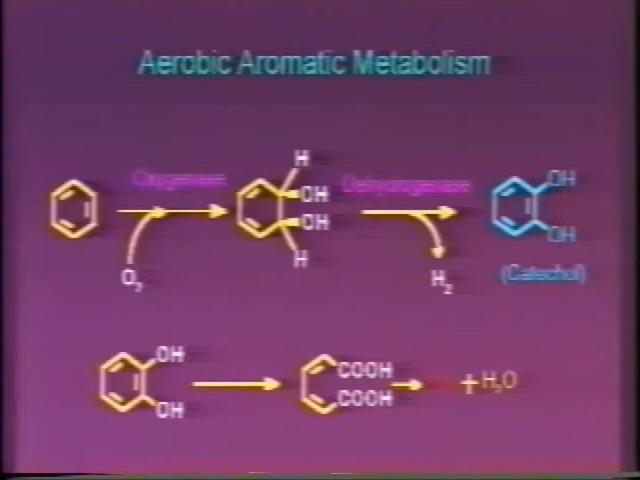 Aerobic Aromatic Metabolism
Oxygenase
Dehydrogenase
H
OH
OH
H
O₂
H₂
OH
OH
(Catechol)
OH
OH
COOH
COOH
+ H₂O